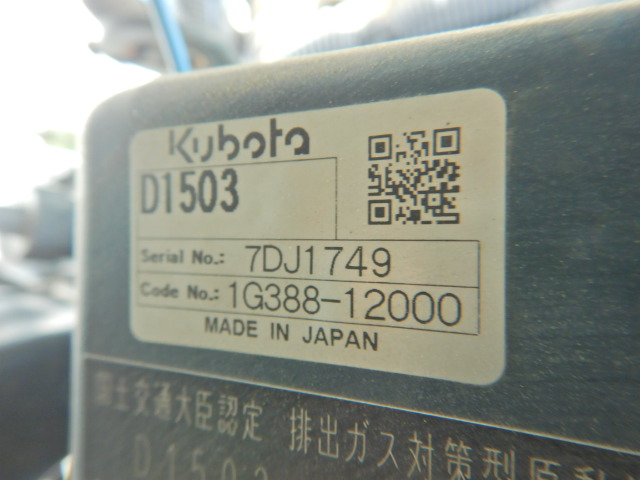 Kubota
D1503
Serial No.: 7DJ1749
Code No.: 1G388-12000
MADE IN JAPAN
国土交通大臣認定 排出ガス対策型原動
D1503